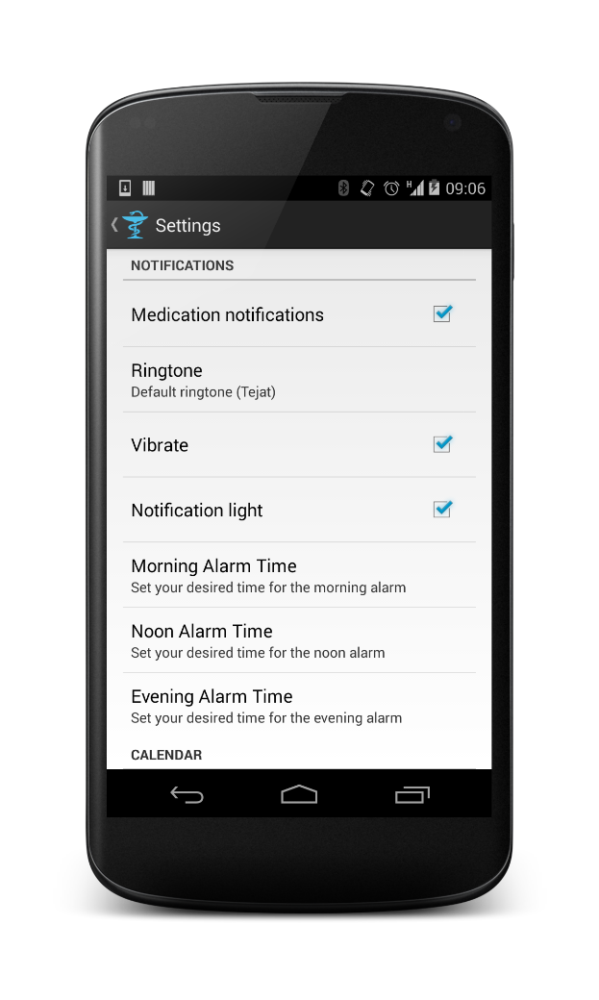 H 09:06
Settings
NOTIFICATIONS
Medication notifications
Ringtone
Default ringtone (Tejat)
Vibrate
Notification light
Morning Alarm Time
Set your desired time for the morning alarm
Noon Alarm Time
Set your desired time for the noon alarm
Evening Alarm Time
Set your desired time for the evening alarm
CALENDAR